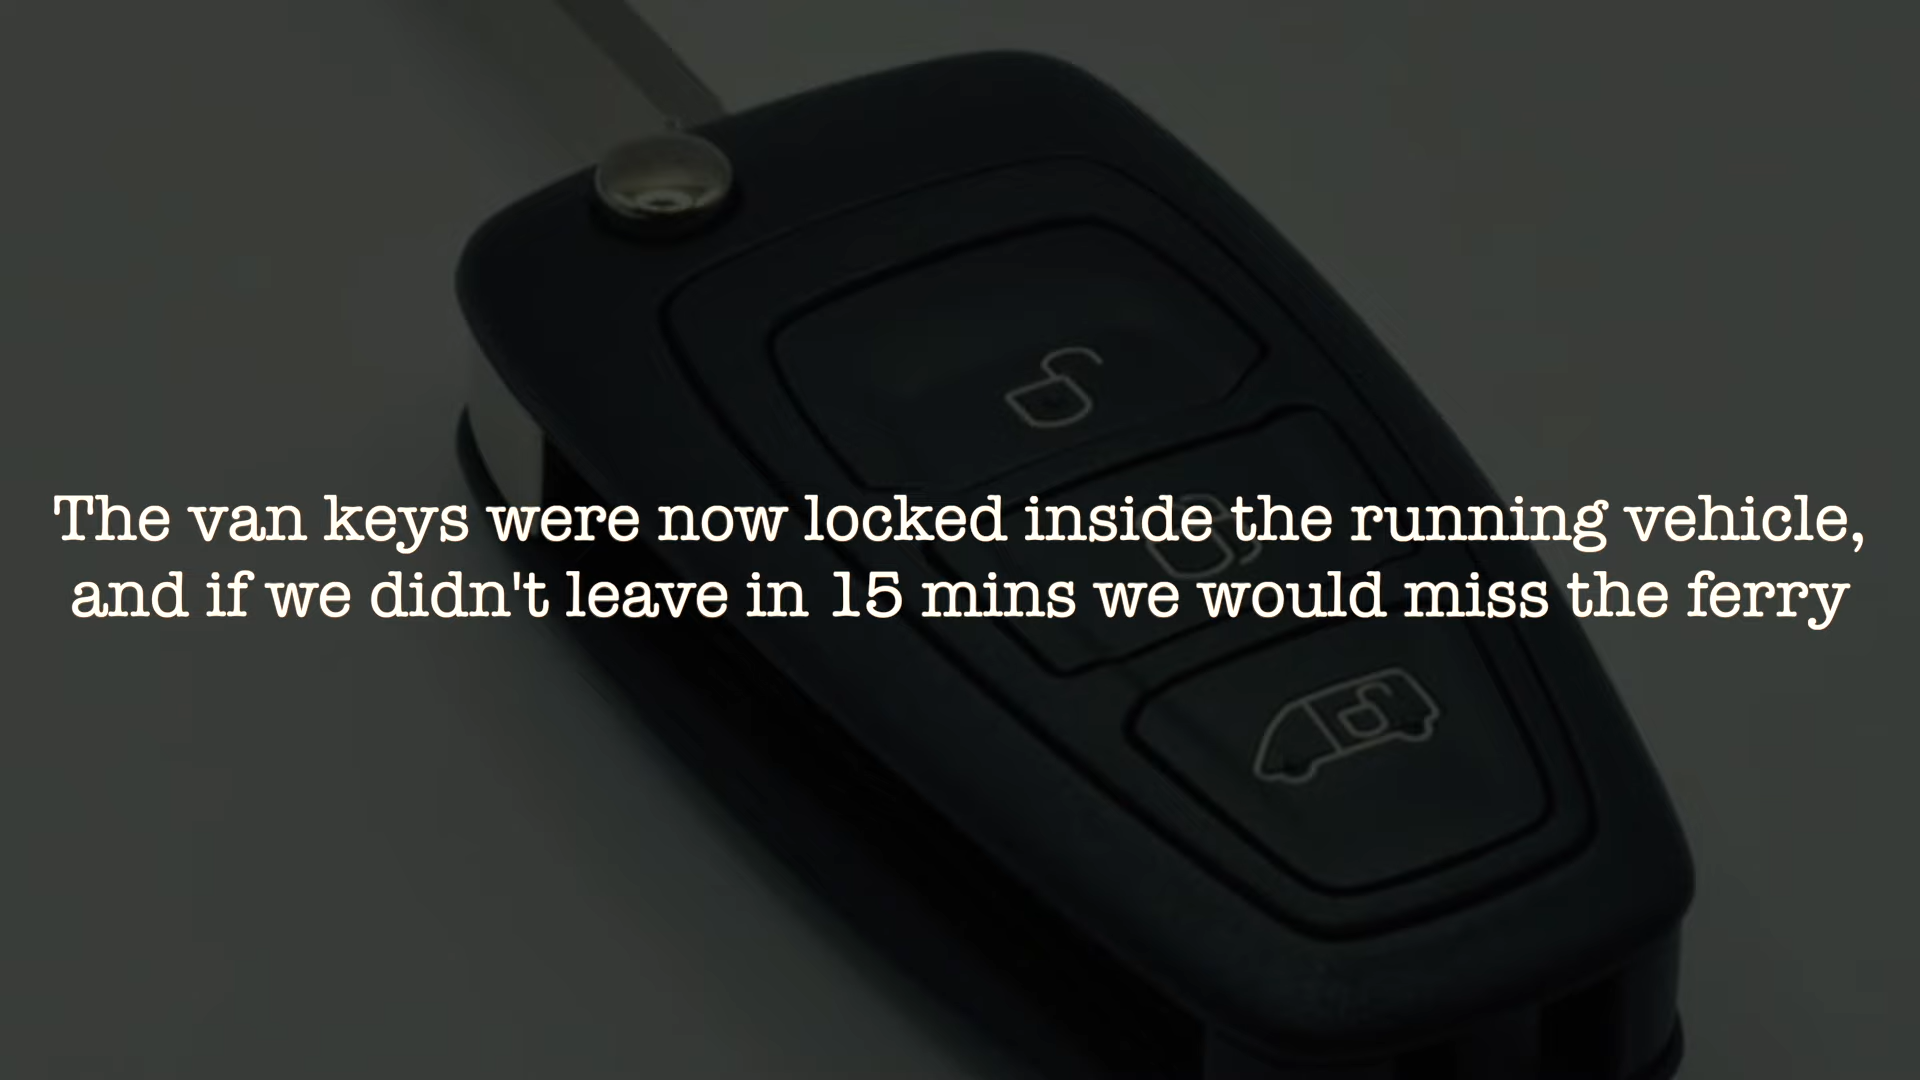 The van keys were now locked inside the running vehicle,
and if we didn't leave in 15 mins we would miss the ferry